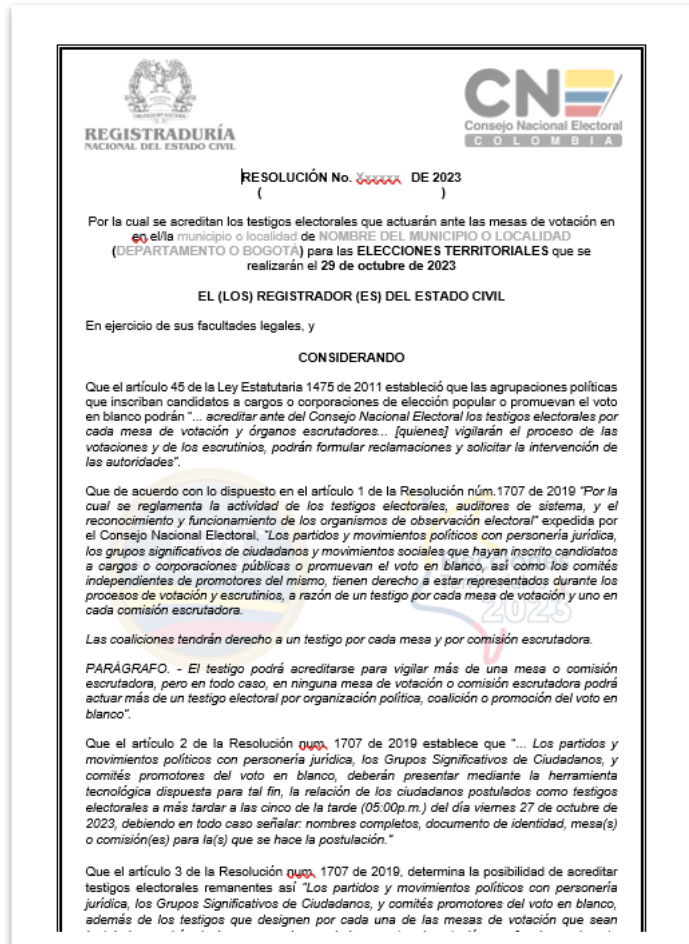 REGISTRADURÍA
NACIONAL DEL ESTADO CIVIL
CNE
Consejo Nacional Electoral
COLOMBIA
RESOLUCIÓN No. Xxxxxx DE 2023
( )
Por la cual se acreditan los testigos electorales que actuarán ante las mesas de votación en
en el/la municipio o localidad de NOMBRE DEL MUNICIPIO O LOCALIDAD
(DEPARTAMENTO O BOGOTÁ) para las ELECCIONES TERRITORIALES que se
realizarán el 29 de octubre de 2023
EL (LOS) REGISTRADOR (ES) DEL ESTADO CIVIL
En ejercicio de sus facultades legales, y
CONSIDERANDO
Que el artículo 45 de la Ley Estatutaria 1475 de 2011 estableció que las agrupaciones políticas
que inscriban candidatos a cargos o corporaciones de elección popular o promuevan el voto
en blanco podrán "... acreditar ante del Consejo Nacional Electoral los testigos electorales por
cada mesa de votación y órganos escrutadores... [quienes] vigilarán el proceso de las
votaciones y de los escrutinios, podrán formular reclamaciones y solicitar la intervención de
las autoridades".
Que de acuerdo con lo dispuesto en el artículo 1 de la Resolución núm.1707 de 2019 "Por la
cual se reglamenta la actividad de los testigos electorales, auditores de sistema, y el
reconocimiento y funcionamiento de los organismos de observación electoral" expedida por
el Consejo Nacional Electoral, "Los partidos y movimientos políticos con personería jurídica,
los grupos significativos de ciudadanos y movimientos sociales que hayan inscrito candidatos
a cargos o corporaciones públicas o promuevan el voto en blanco, así como los comités
independientes de promotores del mismo, tienen derecho a estar representados durante los
procesos de votación y escrutinios, a razón de un testigo por cada mesa de votación y uno en
cada comisión escrutadora.
2023
Las coaliciones tendrán derecho a un testigo por cada mesa y por comisión escrutadora.
PARÁGRAFO. - El testigo podrá acreditarse para vigilar más de una mesa o comisión
escrutadora, pero en todo caso, en ninguna mesa de votación o comisión escrutadora podrá
actuar más de un testigo electoral por organización política, coalición o promoción del voto en
blanco".
Que el artículo 2 de la Resolución num. 1707 de 2019 establece que "... Los partidos y
movimientos políticos con personería jurídica, los Grupos Significativos de Ciudadanos, y
comités promotores del voto en blanco, deberán presentar mediante la herramienta
tecnológica dispuesta para tal fin, la relación de los ciudadanos postulados como testigos
electorales a más tardar a las cinco de la tarde (05:00p.m.) del día viernes 27 de octubre de
2023, debiendo en todo caso señalar: nombres completos, documento de identidad, mesa(s)
o comisión(es) para la(s) que se hace la postulación."
Que el artículo 3 de la Resolución num. 1707 de 2019, determina la posibilidad de acreditar
testigos electorales remanentes así "Los partidos y movimientos políticos con personería
jurídica, los Grupos Significativos de Ciudadanos, y comités promotores del voto en blanco,
además de los testigos que designen por cada una de las mesas de votación que sean